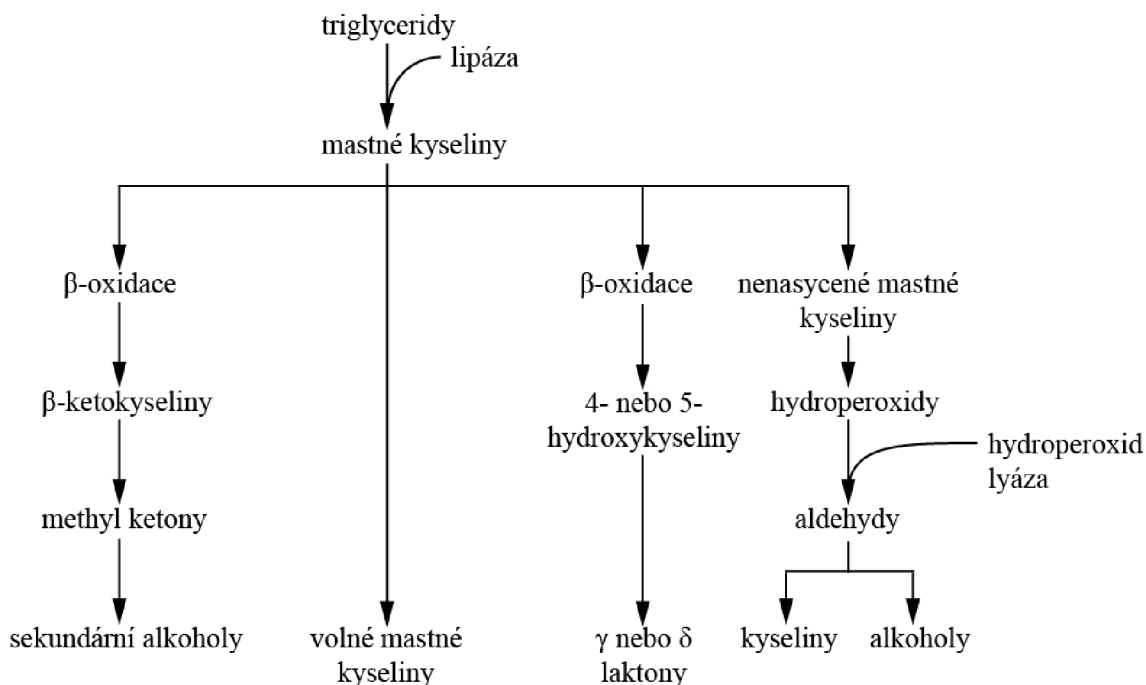 triglyceridy
lipáza
mastné kyseliny
β-oxidace
β-oxidace
nenasycené mastné
kyseliny
β-ketokyseliny
4- nebo 5-
hydroxykyseliny
hydroperoxidy
hydroperoxid
lyáza
methyl ketony
aldehydy
sekundární alkoholy
volné mastné
kyseliny
γ nebo δ
laktony
kyseliny
alkoholy